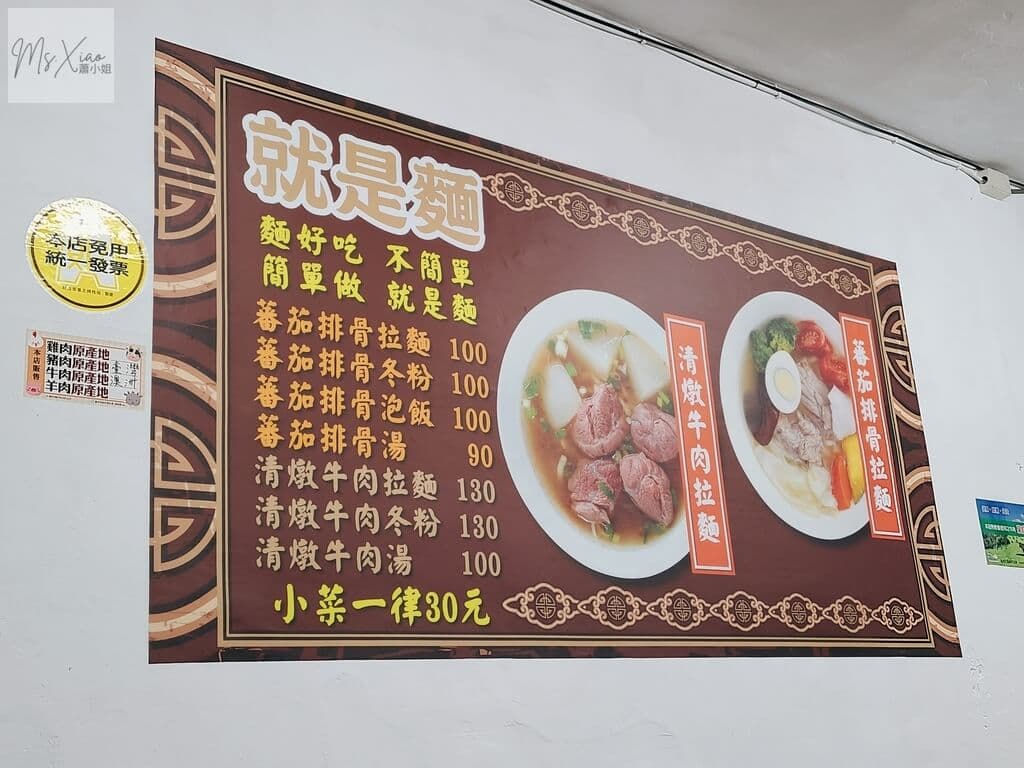 Ms.Xiao
蕭小姐
就是麵
麵好吃 不簡單
簡單做 就是麵
蕃茄排骨拉麵 100
蕃茄排骨冬粉 100
蕃茄排骨泡飯 100
蕃茄排骨湯 90
清燉牛肉拉麵 130
清燉牛肉冬粉 130
清燉牛肉湯 100
小菜一律30元
清燉牛肉拉麵
蕃茄排骨拉麵
本店免用
統一發票
本店販售
雞肉原產地
豬肉原產地
牛肉原產地
羊肉原產地
臺灣
澳洲